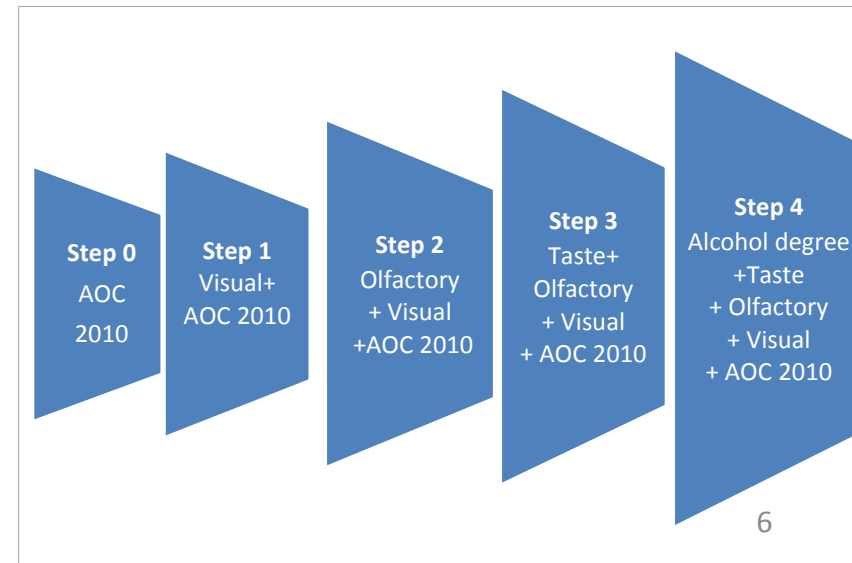 Step 0
AOC
2010
Step 1
Visual+
AOC 2010
Step 2
Olfactory
+ Visual
+AOC 2010
Step 3
Taste+
Olfactory
+ Visual
+ AOC 2010
Step 4
Alcohol degree
+Taste
+ Olfactory
+ Visual
+ AOC 2010
6